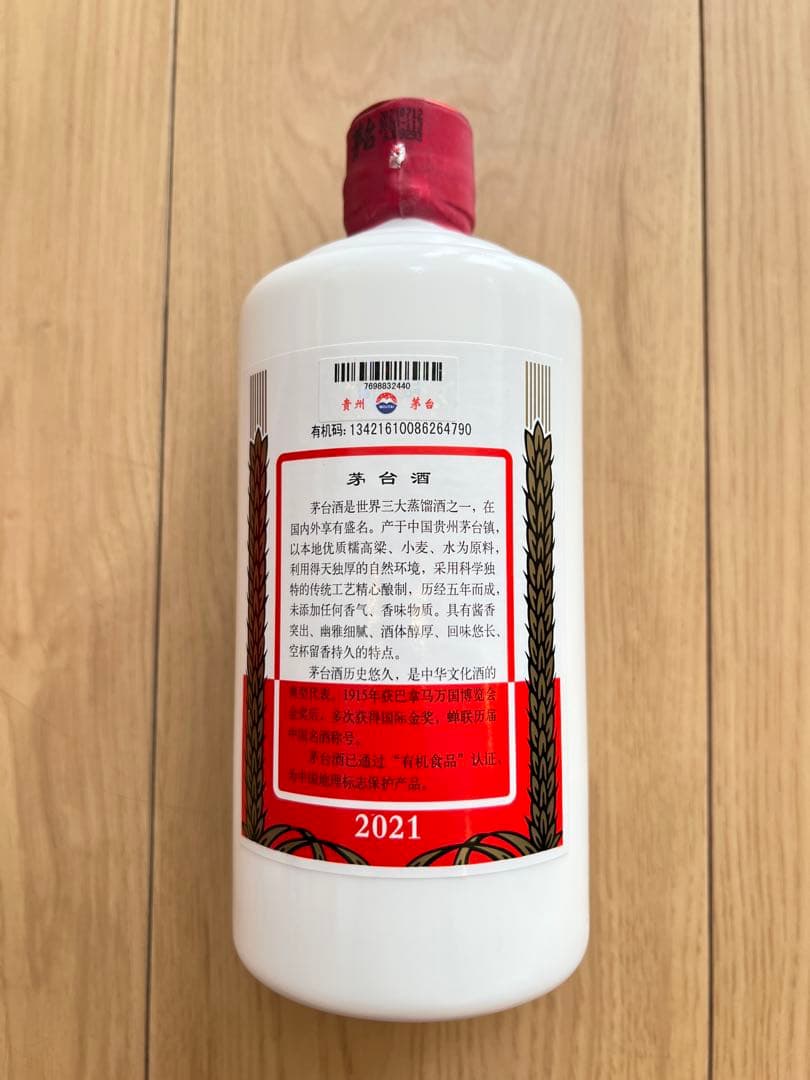 7698832440
贵州 MOUTAI 茅台
有机码: 13421610086264790
茅台酒
茅台酒是世界三大蒸馏酒之一，在
国内外享有盛名。产于中国贵州茅台镇，
以本地优质糯高粱、小麦、水为原料，
利用得天独厚的自然环境，采用科学独
特的传统工艺精心酿制，历经五年而成，
未添加任何香气、香味物质。具有酱香
突出、幽雅细腻、酒体醇厚、回味悠长、
空杯留香持久的特点。
茅台酒历史悠久，是中华文化酒的
典型代表。1915年获巴拿马万国博览会
金奖后，多次获得国际金奖，蝉联历届
中国名酒称号。
茅台酒已通过“有机食品”认证，
为中国地理标志保护产品。
2021